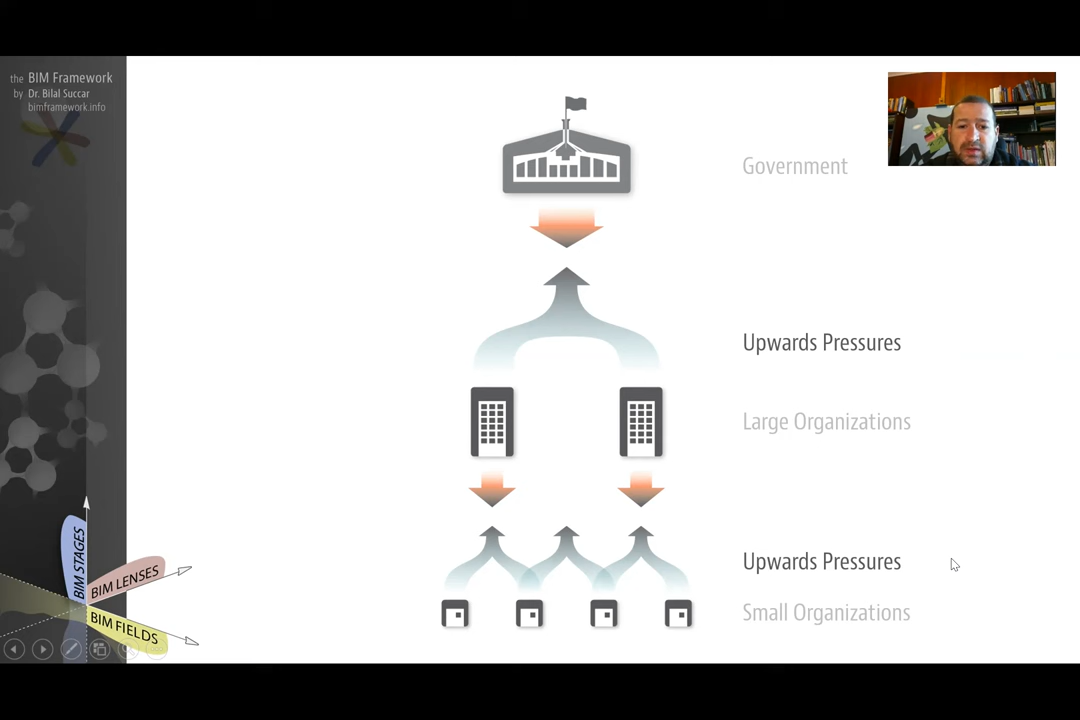 the BIM Framework
by Dr. Bilal Succar
bimframework.info
Government
Upwards Pressures
Large Organizations
Upwards Pressures
Small Organizations
BIM STAGES
BIM LENSES
BIM FIELDS